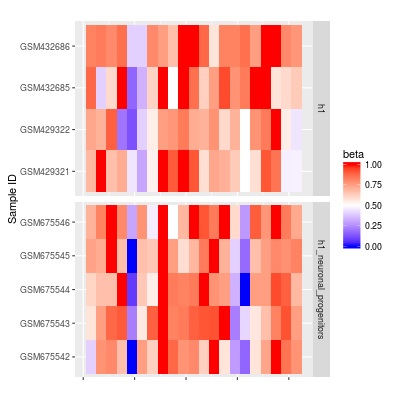 GSM432686
GSM432685
GSM429322
GSM429321
h1
GSM675546
GSM675545
GSM675544
GSM675543
GSM675542
h1_neuronal_progenitors
Sample ID
beta
1.00
0.75
0.50
0.25
0.00